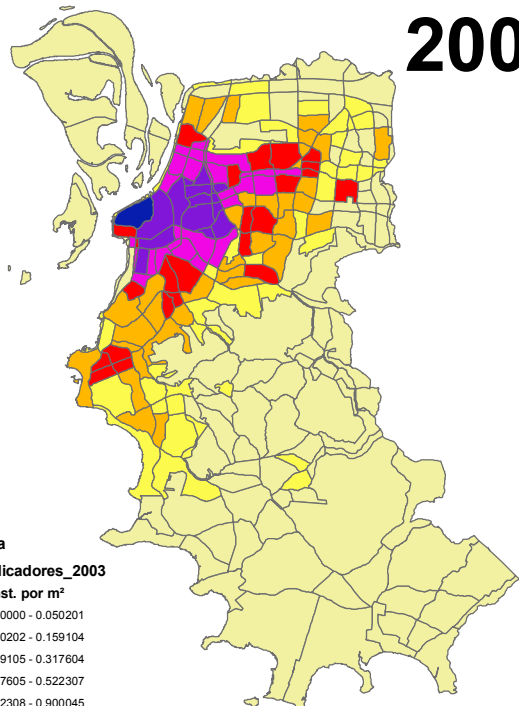 200
a
licadores_2003
nst. por m²
0000 - 0.050201
0202 - 0.159104
9105 - 0.317604
7605 - 0.522307
2308 - 0.900045